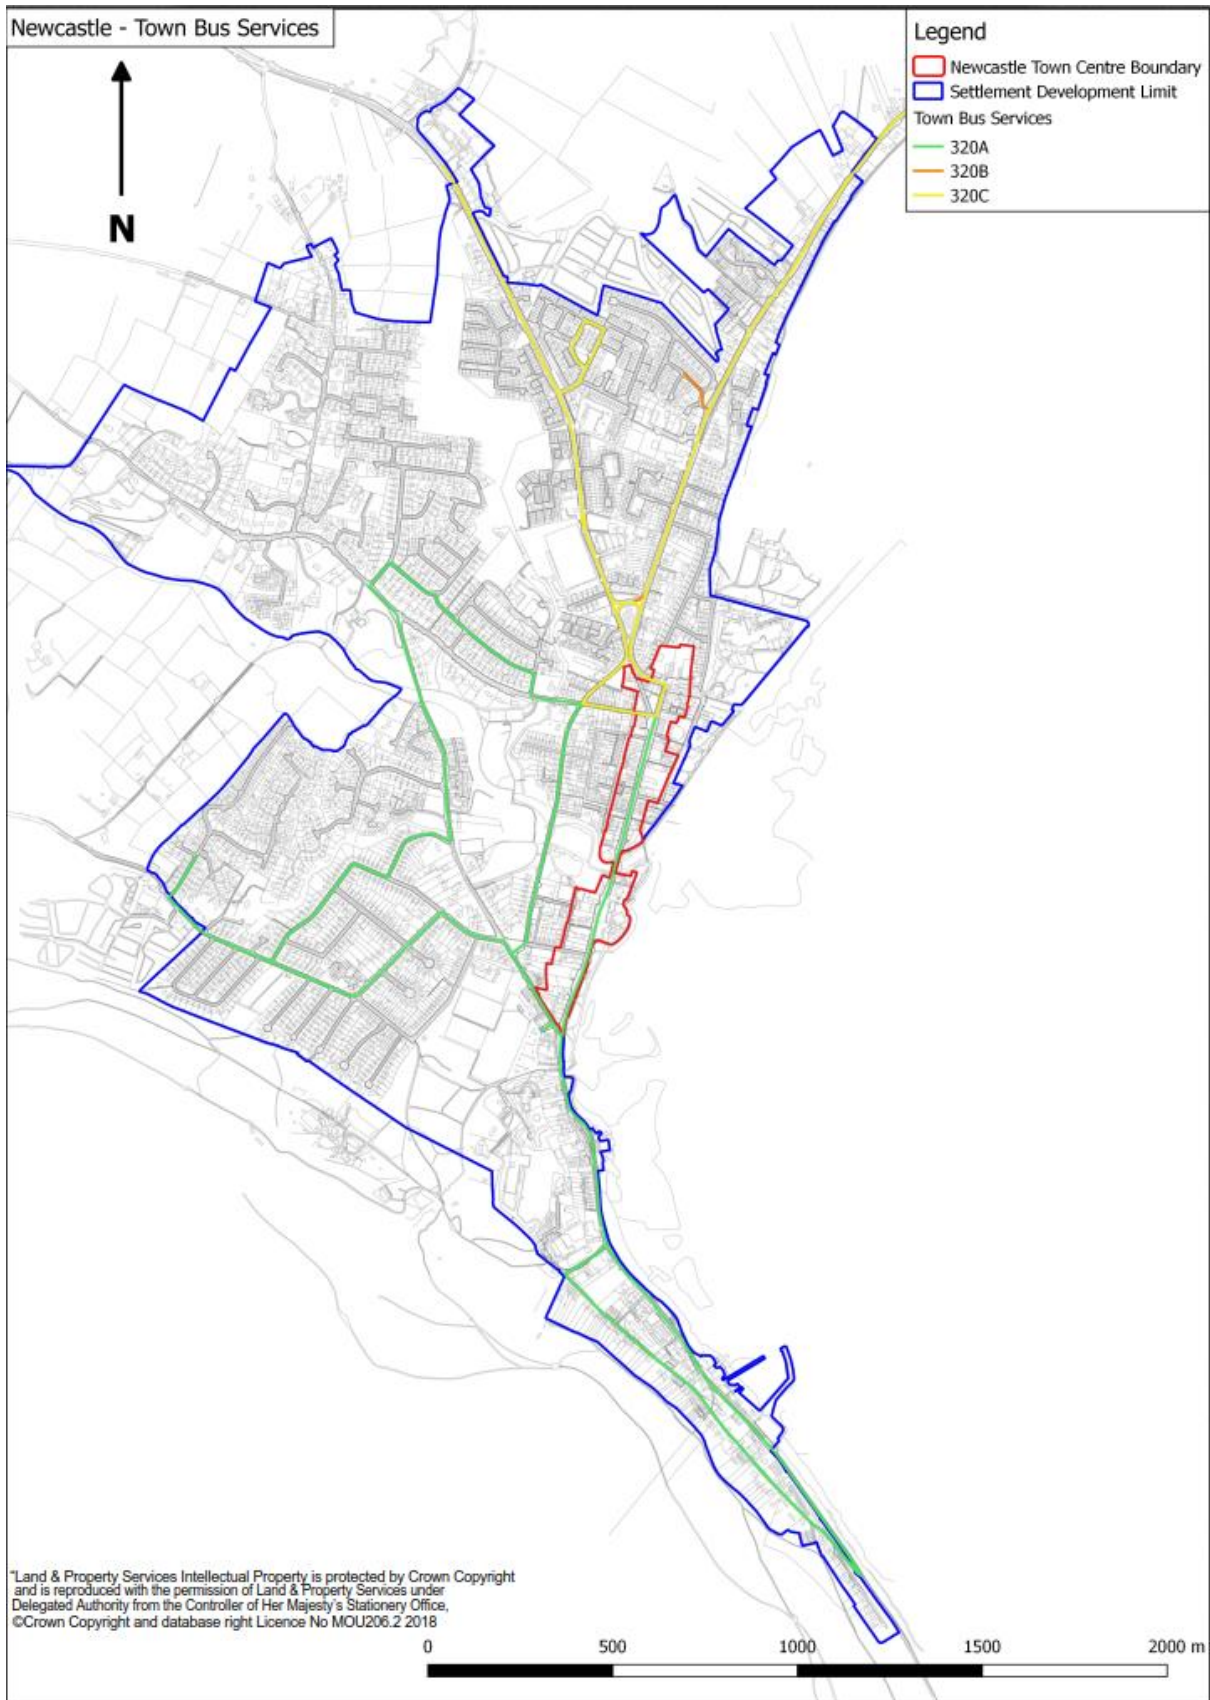 Newcastle - Town Bus Services
N
Legend
Newcastle Town Centre Boundary
Settlement Development Limit
Town Bus Services
320A
320B
320C
"Land & Property Services Intellectual Property is protected by Crown Copyright
and is reproduced with the permission of Land & Property Services under
Delegated Authority from the Controller of Her Majesty's Stationery Office,
©Crown Copyright and database right Licence No MOU206.2 2018
0 500 1000 1500 2000 m